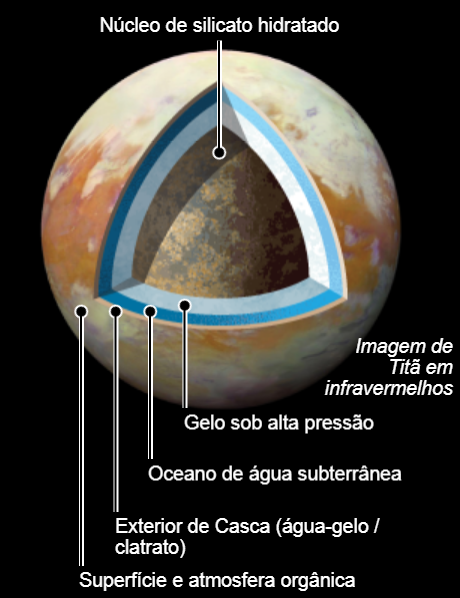 Núcleo de silicato hidratado
Imagem de
Titã em
infravermelhos
Gelo sob alta pressão
Oceano de água subterrânea
Exterior de Casca (água-gelo /
clatrato)
Superfície e atmosfera orgânica